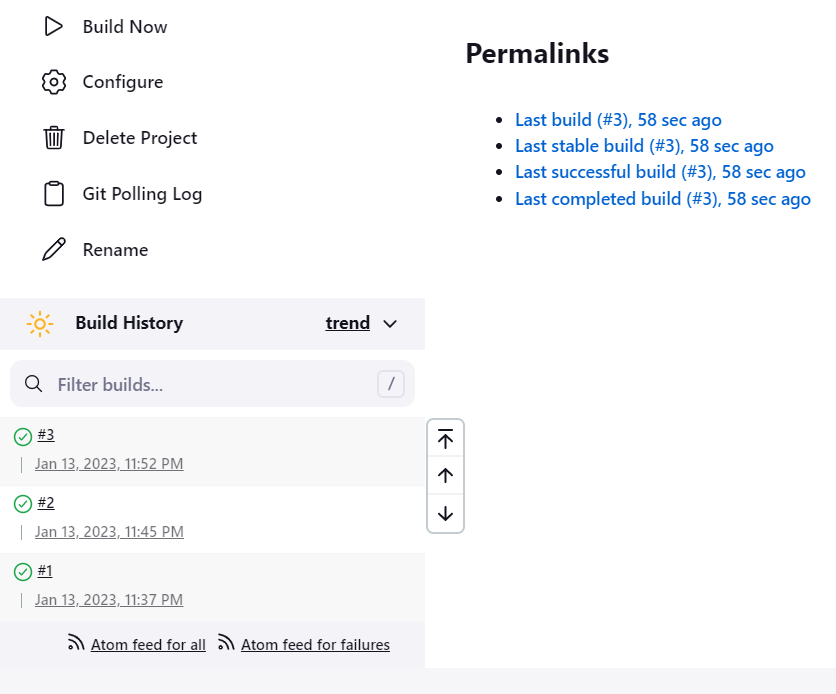 Build Now
Configure
Delete Project
Git Polling Log
Rename
Build History
trend
Filter builds...
/
#3
Jan 13, 2023, 11:52 PM
#2
Jan 13, 2023, 11:45 PM
#1
Jan 13, 2023, 11:37 PM
Atom feed for all
Atom feed for failures
Permalinks
Last build (#3), 58 sec ago
Last stable build (#3), 58 sec ago
Last successful build (#3), 58 sec ago
Last completed build (#3), 58 sec ago